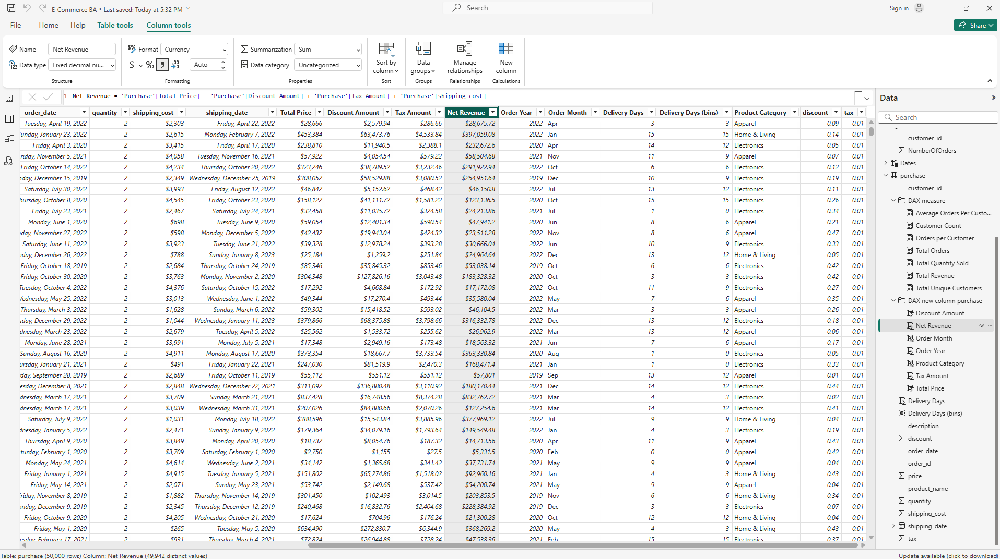 E-Commerce BA • Last saved: Today at 5:32 PM
Search
Sign in
File Home Help Table tools Column tools
Share
Name Net Revenue
Data type Fixed decimal nu...
Structure
Format Currency
$ % Auto
Formatting
Summarization Sum
Data category Uncategorized
Properties
Sort by column
Sort
Data groups
Groups
Manage relationships
Relationships
New column
Calculations
1 Net Revenue = 'Purchase'[Total Price] - 'Purchase'[Discount Amount] + 'Purchase'[Tax Amount] + 'Purchase'[shipping_cost]
order_date quantity shipping_cost shipping_date Total Price Discount Amount Tax Amount Net Revenue Order Year Order Month Delivery Days Delivery Days (bins) Product Category discount tax
Tuesday, April 19, 2022 2 $2,303 Friday, April 22, 2022 $28,666 $2,579.94 $286.66 $28,675.72 2022 Apr 3 3 Apparel 0.09 0.01
Sunday, January 23, 2022 2 $2,615 Monday, February 7, 2022 $453,384 $63,473.76 $4,533.84 $397,059.08 2022 Jan 15 15 Home & Living 0.14 0.01
Friday, April 3, 2020 2 $3,415 Friday, April 17, 2020 $238,810 $11,940.5 $2,388.1 $232,672.6 2020 Apr 14 12 Electronics 0.05 0.01
Friday, November 5, 2021 2 $4,058 Tuesday, November 16, 2021 $57,922 $4,054.54 $579.22 $58,504.68 2021 Nov 11 9 Apparel 0.07 0.01
Friday, October 14, 2022 2 $4,234 Thursday, October 20, 2022 $323,246 $38,789.52 $3,232.46 $291,922.94 2022 Oct 6 6 Electronics 0.12 0.01
nday, December 15, 2019 2 $2,349 Wednesday, December 25, 2019 $308,052 $58,529.88 $3,080.52 $254,951.64 2019 Dec 10 9 Electronics 0.19 0.01
Saturday, July 30, 2022 2 $3,993 Friday, August 12, 2022 $46,842 $5,152.62 $468.42 $46,150.8 2022 Jul 13 12 Electronics 0.11 0.01
hursday, October 8, 2020 2 $4,545 Friday, October 23, 2020 $158,122 $41,111.72 $1,581.22 $123,136.5 2020 Oct 15 15 Electronics 0.26 0.01
Friday, July 23, 2021 2 $2,467 Saturday, July 24, 2021 $32,458 $11,035.72 $324.58 $24,213.86 2021 Jul 1 0 Electronics 0.34 0.01
Monday, June 1, 2020 2 $698 Tuesday, June 9, 2020 $59,054 $12,401.34 $590.54 $47,941.2 2020 Jun 8 6 Apparel 0.21 0.01
nday, November 27, 2022 2 $598 Monday, December 5, 2022 $42,432 $19,943.04 $424.32 $23,511.28 2022 Nov 8 6 Apparel 0.47 0.01
Saturday, June 11, 2022 2 $3,923 Tuesday, June 21, 2022 $39,328 $12,978.24 $393.28 $30,666.04 2022 Jun 10 9 Electronics 0.33 0.01
nday, December 26, 2022 2 $788 Sunday, January 8, 2023 $25,184 $1,259.2 $251.84 $24,964.64 2022 Dec 13 12 Home & Living 0.05 0.01
Friday, October 18, 2019 2 $2,684 Thursday, October 24, 2019 $85,346 $35,845.32 $853.46 $53,038.14 2019 Oct 6 6 Electronics 0.42 0.01
Friday, October 30, 2020 2 $3,763 Monday, November 2, 2020 $304,348 $127,826.16 $3,043.48 $183,328.32 2020 Oct 3 3 Electronics 0.42 0.01
Tuesday, October 4, 2022 2 $4,376 Saturday, October 15, 2022 $17,292 $4,668.84 $172.92 $17,172.08 2022 Oct 11 9 Electronics 0.27 0.01
Wednesday, May 25, 2022 2 $3,013 Wednesday, June 1, 2022 $49,344 $17,270.4 $493.44 $35,580.04 2022 May 7 6 Apparel 0.35 0.01
Thursday, March 3, 2022 2 $1,628 Sunday, March 6, 2022 $59,302 $15,418.52 $593.02 $46,104.5 2022 Mar 3 3 Apparel 0.26 0.01
sday, December 29, 2022 2 $1,044 Wednesday, January 11, 2023 $379,866 $68,375.88 $3,798.66 $316,332.78 2022 Dec 13 12 Electronics 0.18 0.01
dnesday, March 23, 2022 2 $2,679 Tuesday, April 5, 2022 $25,562 $1,533.72 $255.62 $26,962.9 2022 Mar 13 12 Apparel 0.06 0.01
Monday, June 28, 2021 2 $3,991 Monday, July 5, 2021 $17,348 $2,949.16 $173.48 $18,563.32 2021 Jun 7 6 Apparel 0.17 0.01
Sunday, August 16, 2020 2 $4,911 Monday, August 17, 2020 $373,354 $18,667.7 $3,733.54 $363,330.84 2020 Aug 1 0 Electronics 0.05 0.01
ursday, January 21, 2021 2 $491 Friday, January 22, 2021 $247,030 $81,519.9 $2,470.3 $168,471.4 2021 Jan 1 0 Electronics 0.33 0.01
rday, September 28, 2019 2 $2,689 Friday, October 11, 2019 $55,112 $551.12 $551.12 $57,801 2019 Sep 13 12 Apparel 0.01 0.01
esday, December 8, 2021 2 $2,848 Wednesday, December 22, 2021 $311,092 $136,880.48 $3,110.92 $180,170.44 2021 Dec 14 12 Electronics 0.44 0.01
dnesday, March 17, 2021 2 $3,709 Sunday, March 21, 2021 $837,428 $16,748.56 $8,374.28 $832,762.72 2021 Mar 4 3 Electronics 0.02 0.01
dnesday, March 17, 2021 2 $3,039 Wednesday, March 31, 2021 $207,026 $84,880.66 $2,070.26 $127,254.6 2021 Mar 14 12 Electronics 0.41 0.01
Saturday, July 9, 2022 2 $1,031 Monday, July 18, 2022 $388,596 $15,543.84 $3,885.96 $377,969.12 2022 Jul 9 9 Home & Living 0.04 0.01
dnesday, January 5, 2022 2 $2,471 Sunday, January 9, 2022 $179,364 $34,079.16 $1,793.64 $149,549.48 2022 Jan 4 3 Electronics 0.19 0.01
Thursday, April 9, 2020 2 $3,849 Monday, April 20, 2020 $18,732 $8,054.76 $187.32 $14,713.56 2020 Apr 11 9 Apparel 0.43 0.01
aturday, February 1, 2020 2 $3,709 Saturday, February 1, 2020 $2,750 $1,155 $27.5 $5,331.5 2020 Feb 0 0 Apparel 0.42 0.01
Monday, May 24, 2021 2 $4,614 Wednesday, June 2, 2021 $34,142 $1,365.68 $341.42 $37,731.74 2021 May 9 9 Apparel 0.04 0.01
Friday, January 1, 2021 2 $4,915 Tuesday, January 5, 2021 $151,802 $65,274.86 $1,518.02 $92,960.16 2021 Jan 4 3 Home & Living 0.43 0.01
Friday, May 14, 2021 2 $2,071 Sunday, May 23, 2021 $53,742 $2,149.68 $537.42 $54,200.74 2021 May 9 9 Apparel 0.04 0.01
Friday, November 8, 2019 2 $1,882 Thursday, November 14, 2019 $301,450 $102,493 $3,014.5 $203,853.5 2019 Nov 6 6 Home & Living 0.34 0.01
onday, December 9, 2019 2 $2,345 Thursday, December 12, 2019 $240,468 $16,832.76 $2,404.68 $228,384.92 2019 Dec 3 3 Electronics 0.07 0.01
Friday, October 9, 2020 2 $4,205 Wednesday, October 21, 2020 $17,624 $704.96 $176.24 $21,300.28 2020 Oct 12 12 Home & Living 0.04 0.01
Friday, May 1, 2020 2 $265 Tuesday, May 5, 2020 $634,490 $272,830.7 $6,344.9 $368,269.2 2020 May 4 3 Home & Living 0.43 0.01
esday, February 17, 2021 2 $931 Thursday, March 4, 2021 $72,824 $26,944.88 $728.24 $47,538.36 2021 Feb 15 15 Electronics 0.37 0.01
Data
Search
customer_id
NumberOfOrders
Dates
purchase
customer_id
DAX measure
Average Orders Per Custo...
Customer Count
Orders per Customer
Total Orders
Total Quantity Sold
Total Revenue
Total Unique Customers
DAX new column purchase
Discount Amount
Net Revenue
Order Month
Order Year
Product Category
Tax Amount
Total Price
Delivery Days
Delivery Days (bins)
description
discount
order_date
order_id
price
product_name
quantity
shipping_cost
shipping_date
tax
Table: purchase (50,000 rows) Column: Net Revenue (49,942 distinct values)
Update available (click to download)